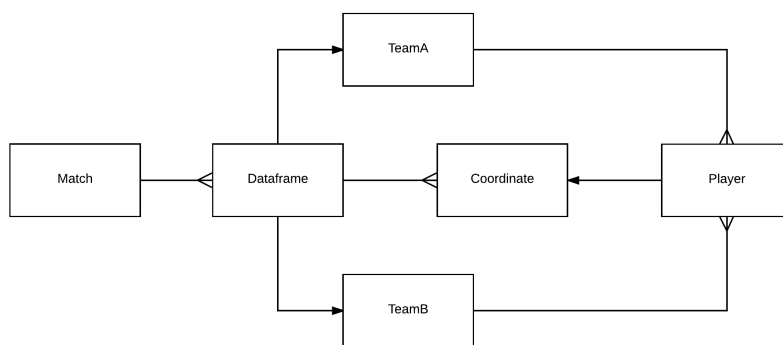 TeamA
Match
Dataframe
Coordinate
Player
TeamB